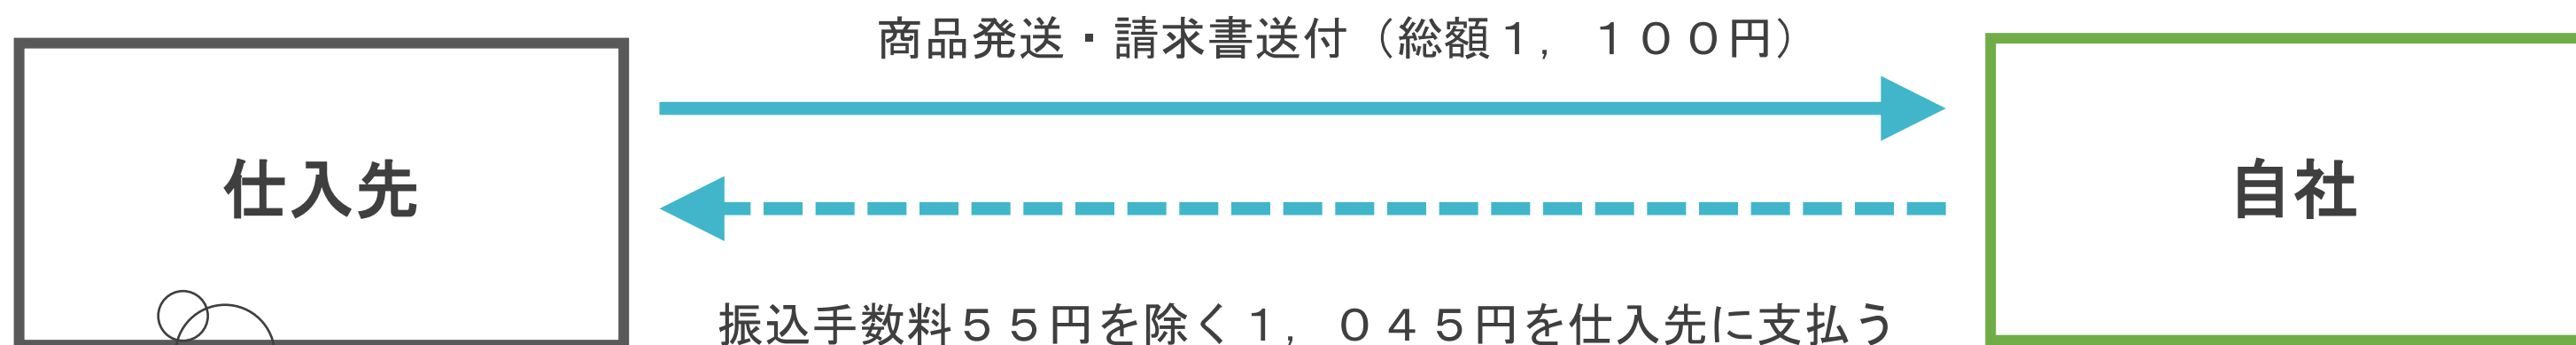 商品発送・請求書送付（総額１，１００円）
仕入先
自社
振込手数料５５円を除く１，０４５円を仕入先に支払う